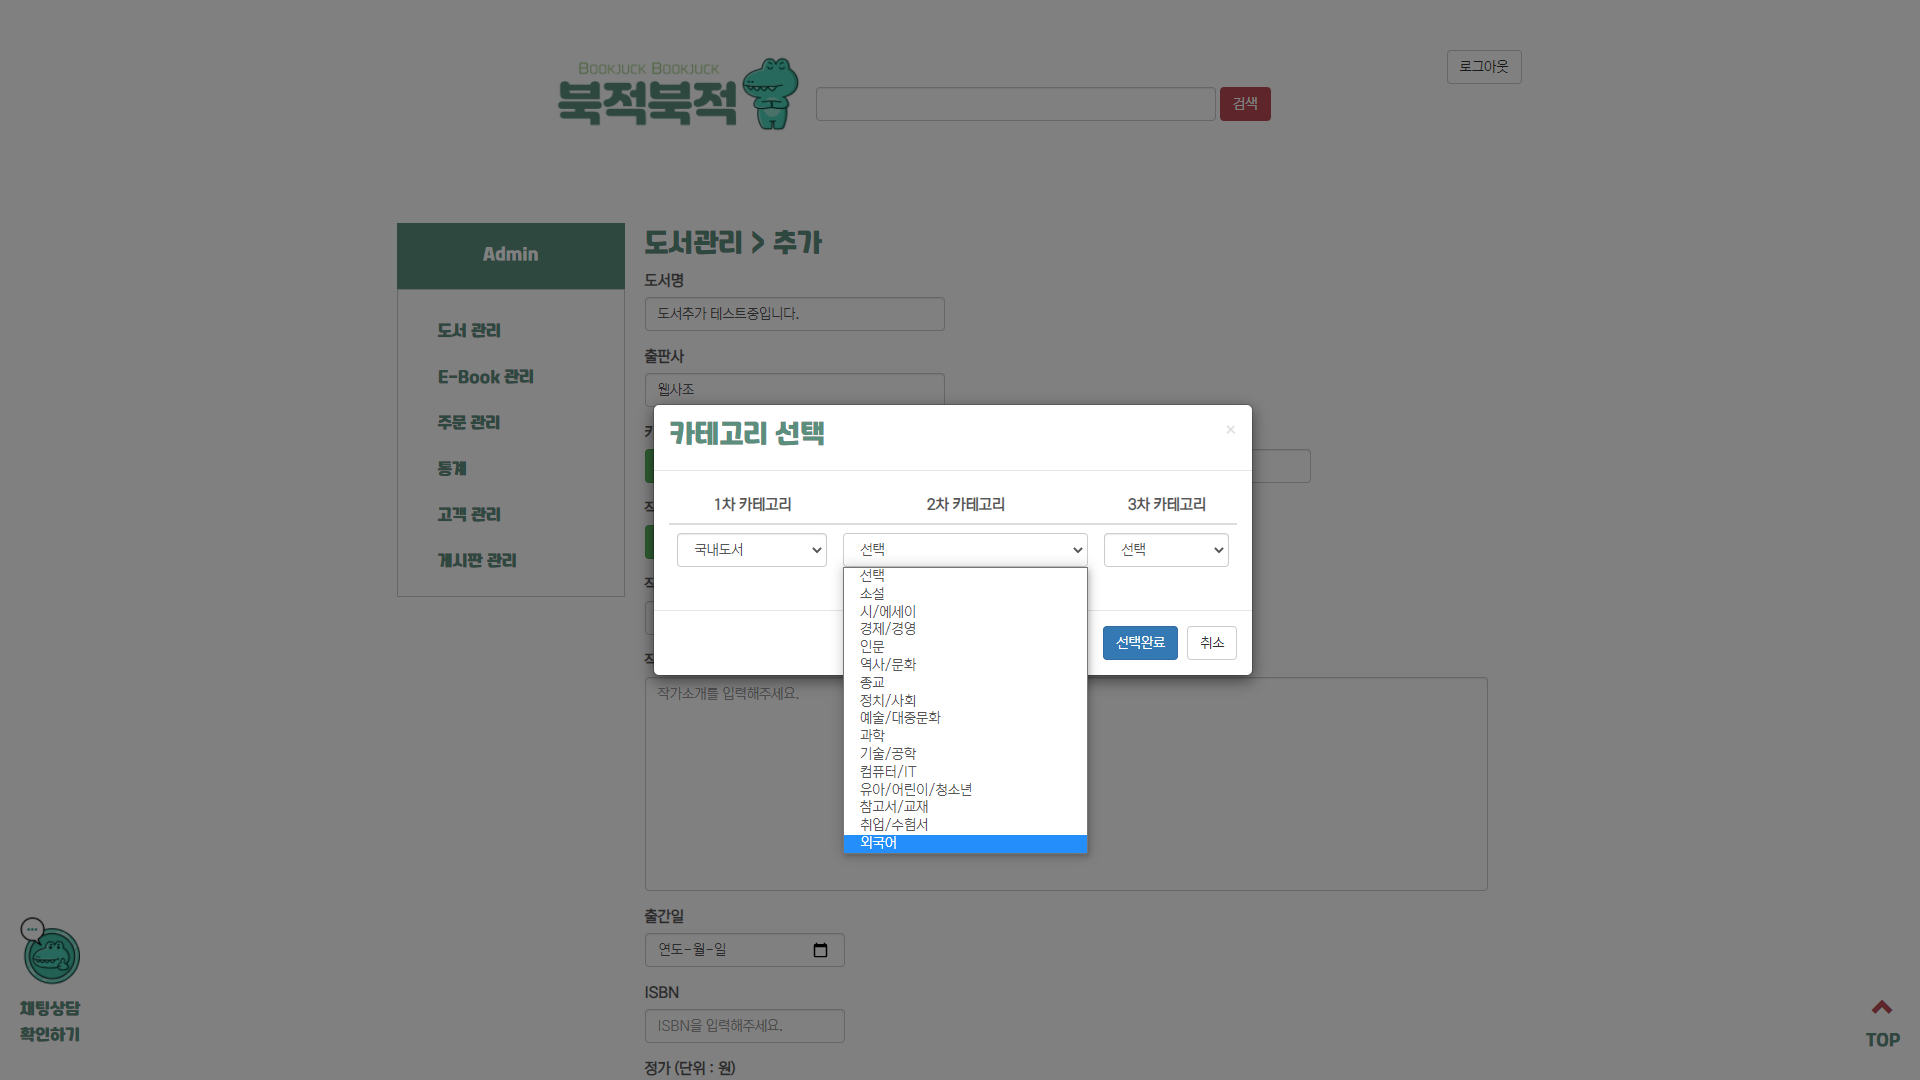 로그아웃
BOOKJUCK BOOKJUCK
북적북적
검색
Admin
도서 관리
E-Book 관리
주문 관리
통계
고객 관리
게시판 관리
도서관리 > 추가
도서명
도서추가 테스트중입니다.
출판사
웹사조
카테고리 선택
×
1차 카테고리 2차 카테고리 3차 카테고리
국내도서 선택 선택
선택
소설
시/에세이
경제/경영
인문
역사/문화
종교
정치/사회
예술/대중문화
과학
기술/공학
컴퓨터/IT
유아/어린이/청소년
참고서/교재
취업/수험서
외국어
선택완료 취소
작가소개를 입력해주세요.
출간일
연도-월-일
ISBN
ISBN을 입력해주세요.
정가 (단위 : 원)
채팅상담
확인하기
TOP